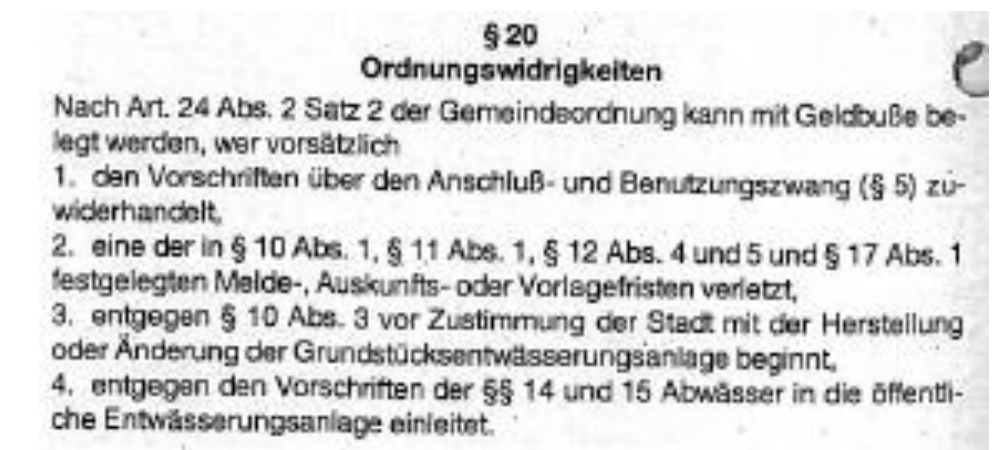 § 20
Ordnungswidrigkeiten
Nach Art. 24 Abs. 2 Satz 2 der Gemeindeordnung kann mit Geldbuße be-
legt werden, wer vorsätzlich
1. den Vorschriften über den Anschluß- und Benutzungszwang (§ 5) zu-
widerhandelt,
2. eine der in § 10 Abs. 1, § 11 Abs. 1, § 12 Abs. 4 und 5 und § 17 Abs. 1
festgelegten Melde-, Auskunfts- oder Vorlagefristen verletzt,
3. entgegen § 10 Abs. 3 vor Zustimmung der Stadt mit der Herstellung
oder Änderung der Grundstücksentwässerungsanlage beginnt,
4. entgegen den Vorschriften der §§ 14 und 15 Abwässer in die öffentli-
che Entwässerungsanlage einleitet.